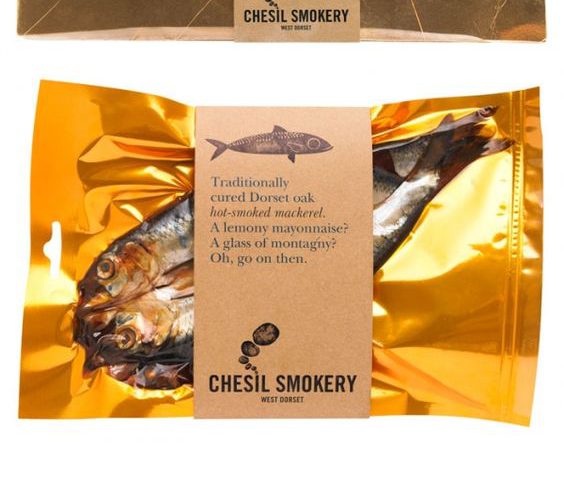 CHESIL SMOKERY
WEST DORSET
Traditionally
cured Dorset oak
hot-smoked mackerel.
A lemony mayonnaise?
A glass of montagny?
Oh, go on then.
CHESIL SMOKERY
WEST DORSET